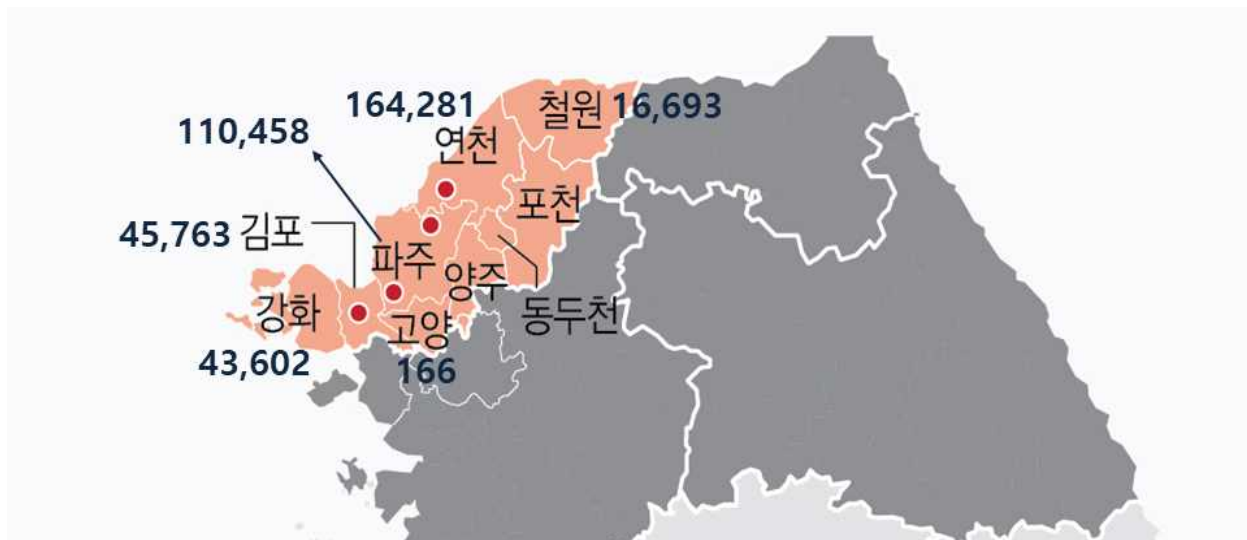 164,281
철원 16,693
110,458
연천
포천
45,763 김포
파주
양주
강화
고양
동두천
43,602
166